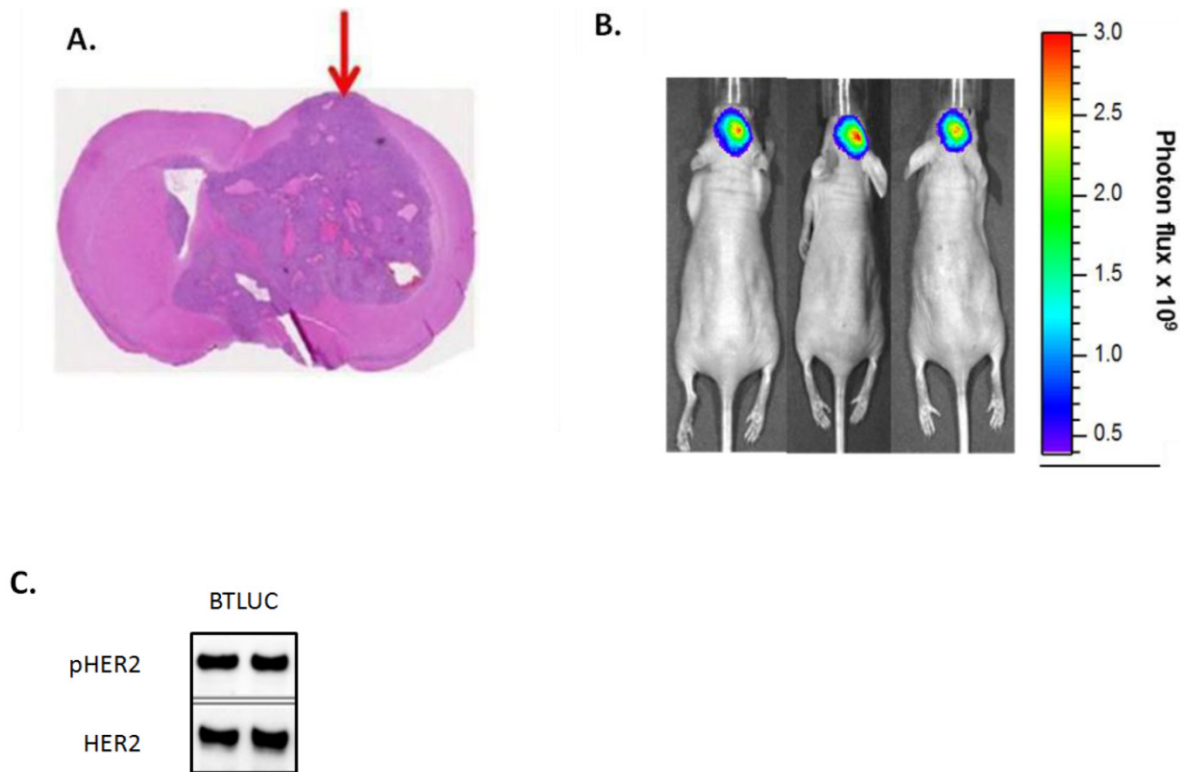 A.
B.
3.0
2.5
2.0
1.5
1.0
0.5
Photon flux x 10⁹
C.
BTLUC
pHER2
HER2